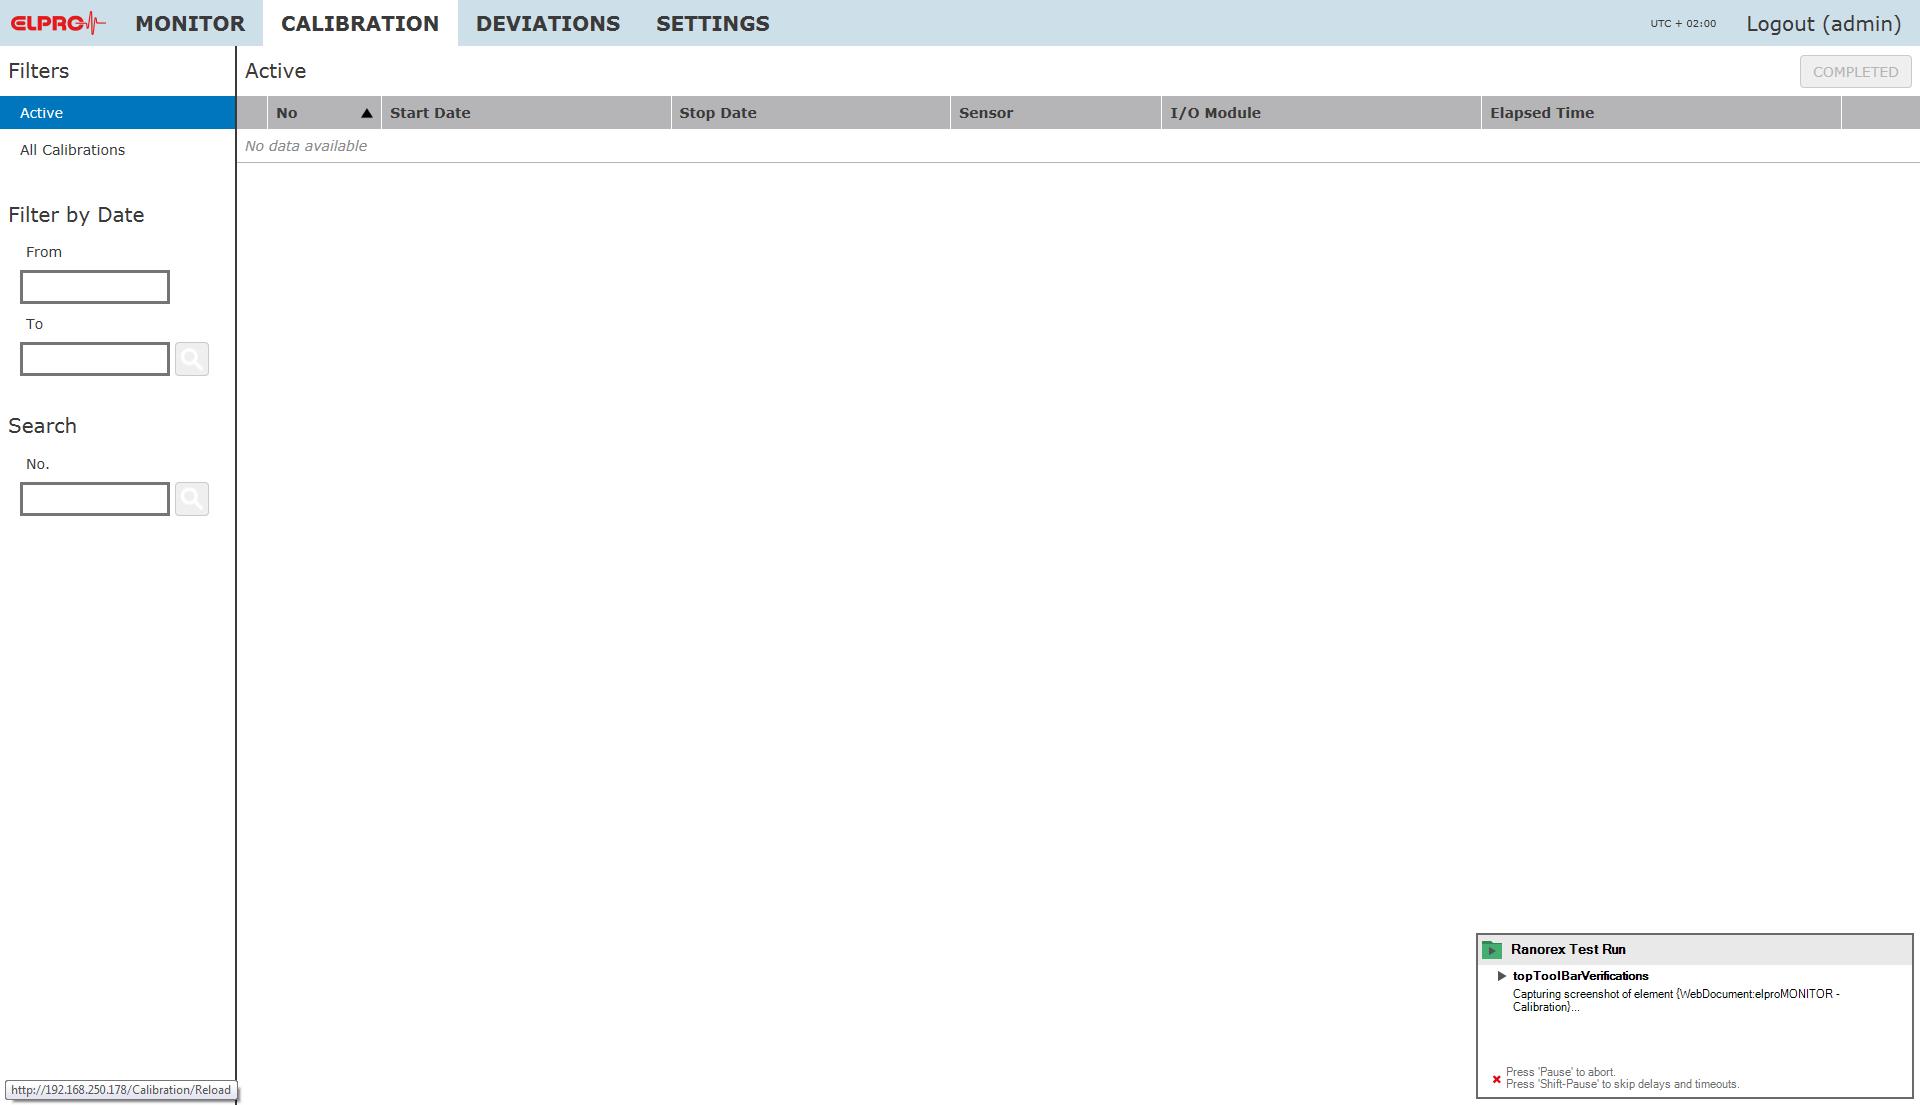 ELPRO MONITOR CALIBRATION DEVIATIONS SETTINGS UTC + 02:00 Logout (admin)
Filters
Active
All Calibrations
Filter by Date
From
To
Search
No.
Active COMPLETED
No Start Date Stop Date Sensor I/O Module Elapsed Time
No data available
Ranorex Test Run
topToolBarVerifications
Capturing screenshot of element {WebDocument:elproMONITOR -
Calibration}...
Press 'Pause' to abort.
Press 'Shift-Pause' to skip delays and timeouts.
http://192.168.250.178/Calibration/Reload